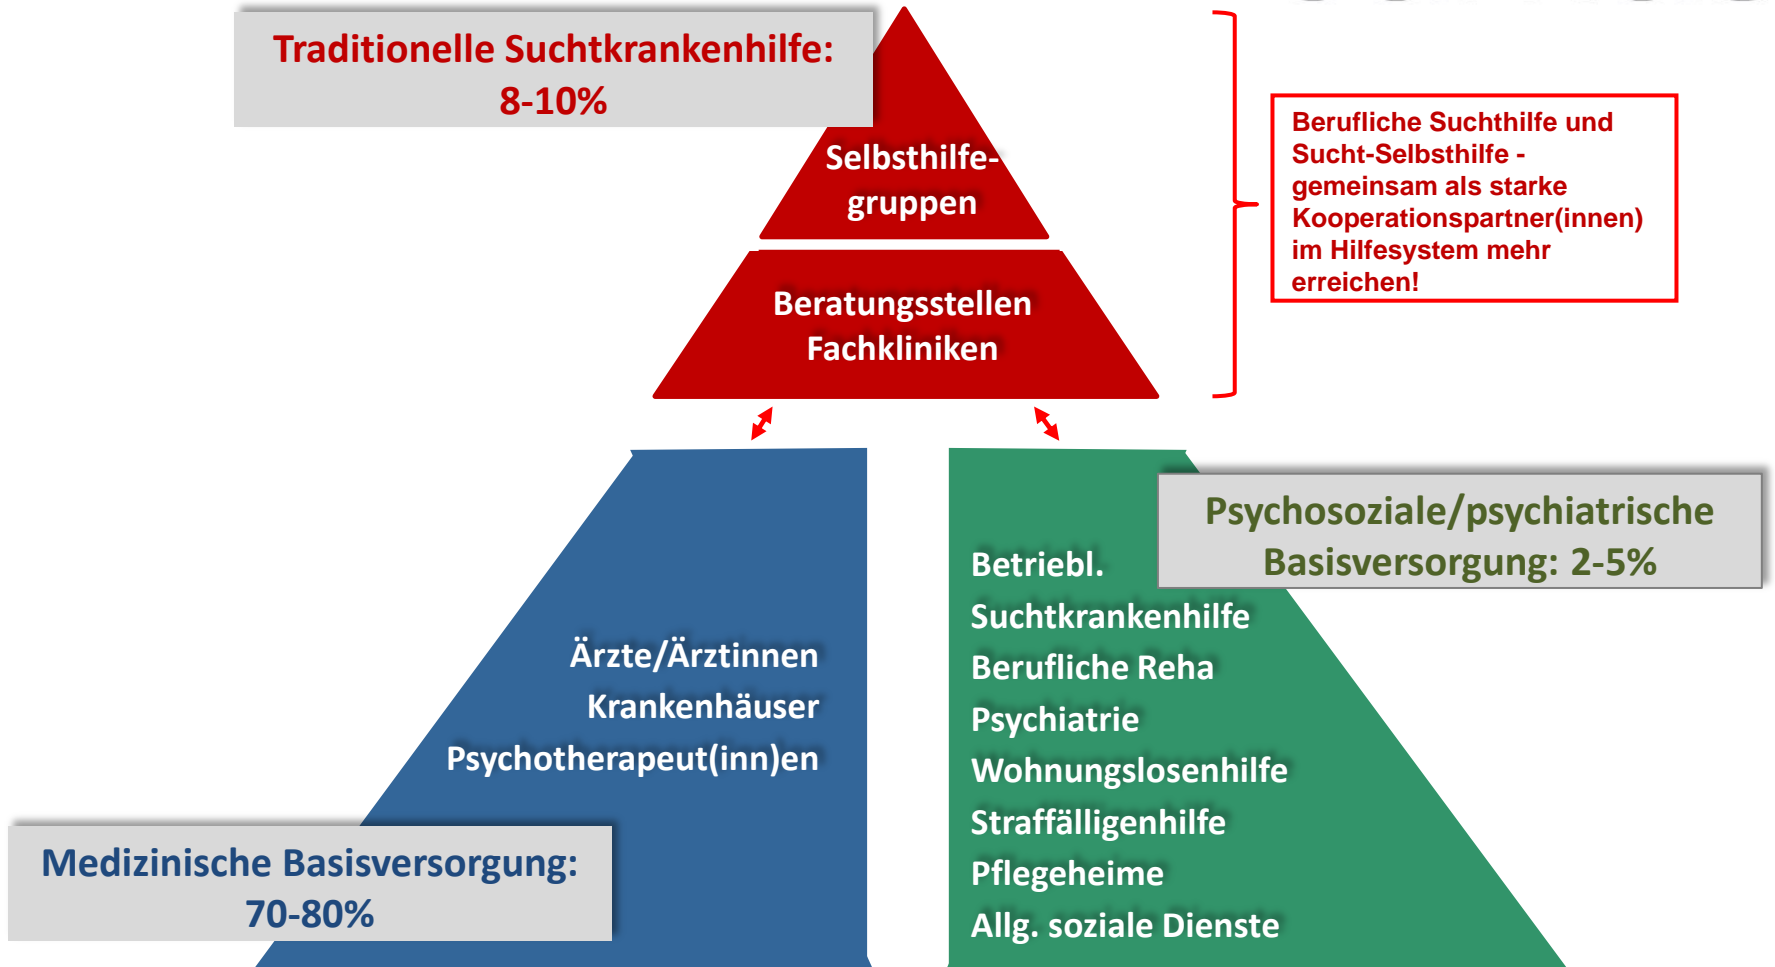 Traditionelle Suchtkrankenhilfe:
8-10%
Selbsthilfe-
gruppen
Beratungsstellen
Fachkliniken
Berufliche Suchthilfe und
Sucht-Selbsthilfe -
gemeinsam als starke
Kooperationspartner(innen)
im Hilfesystem mehr
erreichen!
Ärzte/Ärztinnen
Krankenhäuser
Psychotherapeut(inn)en
Medizinische Basisversorgung:
70-80%
Psychosoziale/psychiatrische
Basisversorgung: 2-5%
Betriebl.
Suchtkrankenhilfe
Berufliche Reha
Psychiatrie
Wohnungslosenhilfe
Straffälligenhilfe
Pflegeheime
Allg. soziale Dienste